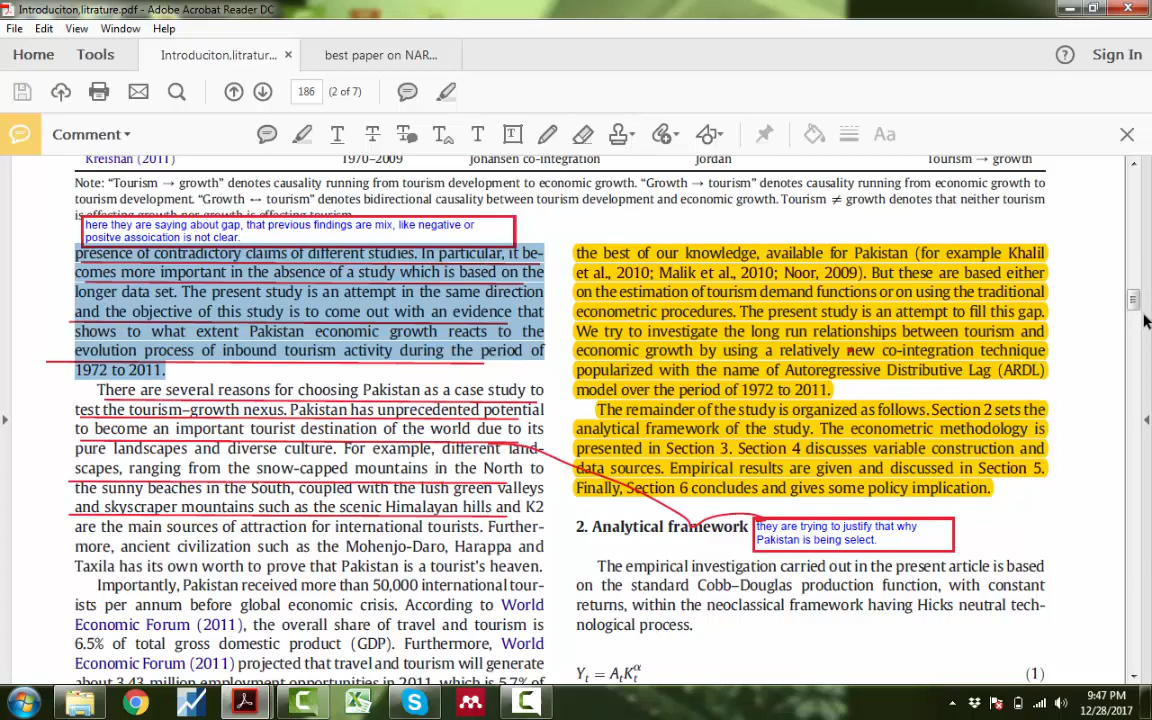 Introduciton,litrature.pdf - Adobe Acrobat Reader DC
File Edit View Window Help
Home Tools Introduciton,litratur... × best paper on NAR... Sign In
186 (2 of 7)
Comment
Kreishan (2011) 1970–2009 Johansen co-integration Jordan Tourism → growth
Note: “Tourism → growth” denotes causality running from tourism development to economic growth. “Growth → tourism” denotes causality running from economic growth to
tourism development. “Growth ↔ tourism” denotes bidirectional causality between tourism development and economic growth. Tourism ≠ growth denotes that neither tourism
is effecting growth nor growth is effecting tourism.
here they are saying about gap, that previous findings are mix, like negative or
positve assoication is not clear.
presence of contradictory claims of different studies. In particular, it be-
comes more important in the absence of a study which is based on the
longer data set. The present study is an attempt in the same direction
and the objective of this study is to come out with an evidence that
shows to what extent Pakistan economic growth reacts to the
evolution process of inbound tourism activity during the period of
1972 to 2011.
There are several reasons for choosing Pakistan as a case study to
test the tourism–growth nexus. Pakistan has unprecedented potential
to become an important tourist destination of the world due to its
pure landscapes and diverse culture. For example, different land-
scapes, ranging from the snow-capped mountains in the North to
the sunny beaches in the South, coupled with the lush green valleys
and skyscraper mountains such as the scenic Himalayan hills and K2
are the main sources of attraction for international tourists. Further-
more, ancient civilization such as the Mohenjo-Daro, Harappa and
Taxila has its own worth to prove that Pakistan is a tourist's heaven.
Importantly, Pakistan received more than 50,000 international tour-
ists per annum before global economic crisis. According to World
Economic Forum (2011), the overall share of travel and tourism is
6.5% of total gross domestic product (GDP). Furthermore, World
Economic Forum (2011) projected that travel and tourism will generate
about 3.43 million employment opportunities in 2011, which is 5.7% of
the best of our knowledge, available for Pakistan (for example Khalil
et al., 2010; Malik et al., 2010; Noor, 2009). But these are based either
on the estimation of tourism demand functions or on using the traditional
econometric procedures. The present study is an attempt to fill this gap.
We try to investigate the long run relationships between tourism and
economic growth by using a relatively new co-integration technique
popularized with the name of Autoregressive Distributive Lag (ARDL)
model over the period of 1972 to 2011.
The remainder of the study is organized as follows. Section 2 sets the
analytical framework of the study. The econometric methodology is
presented in Section 3. Section 4 discusses variable construction and
data sources. Empirical results are given and discussed in Section 5.
Finally, Section 6 concludes and gives some policy implication.
2. Analytical framework
they are trying to justify that why
Pakistan is being select.
The empirical investigation carried out in the present article is based
on the standard Cobb–Douglas production function, with constant
returns, within the neoclassical framework having Hicks neutral tech-
nological process.
Yₜ = AₜKₜᵅ (1)
9:47 PM
12/28/2017